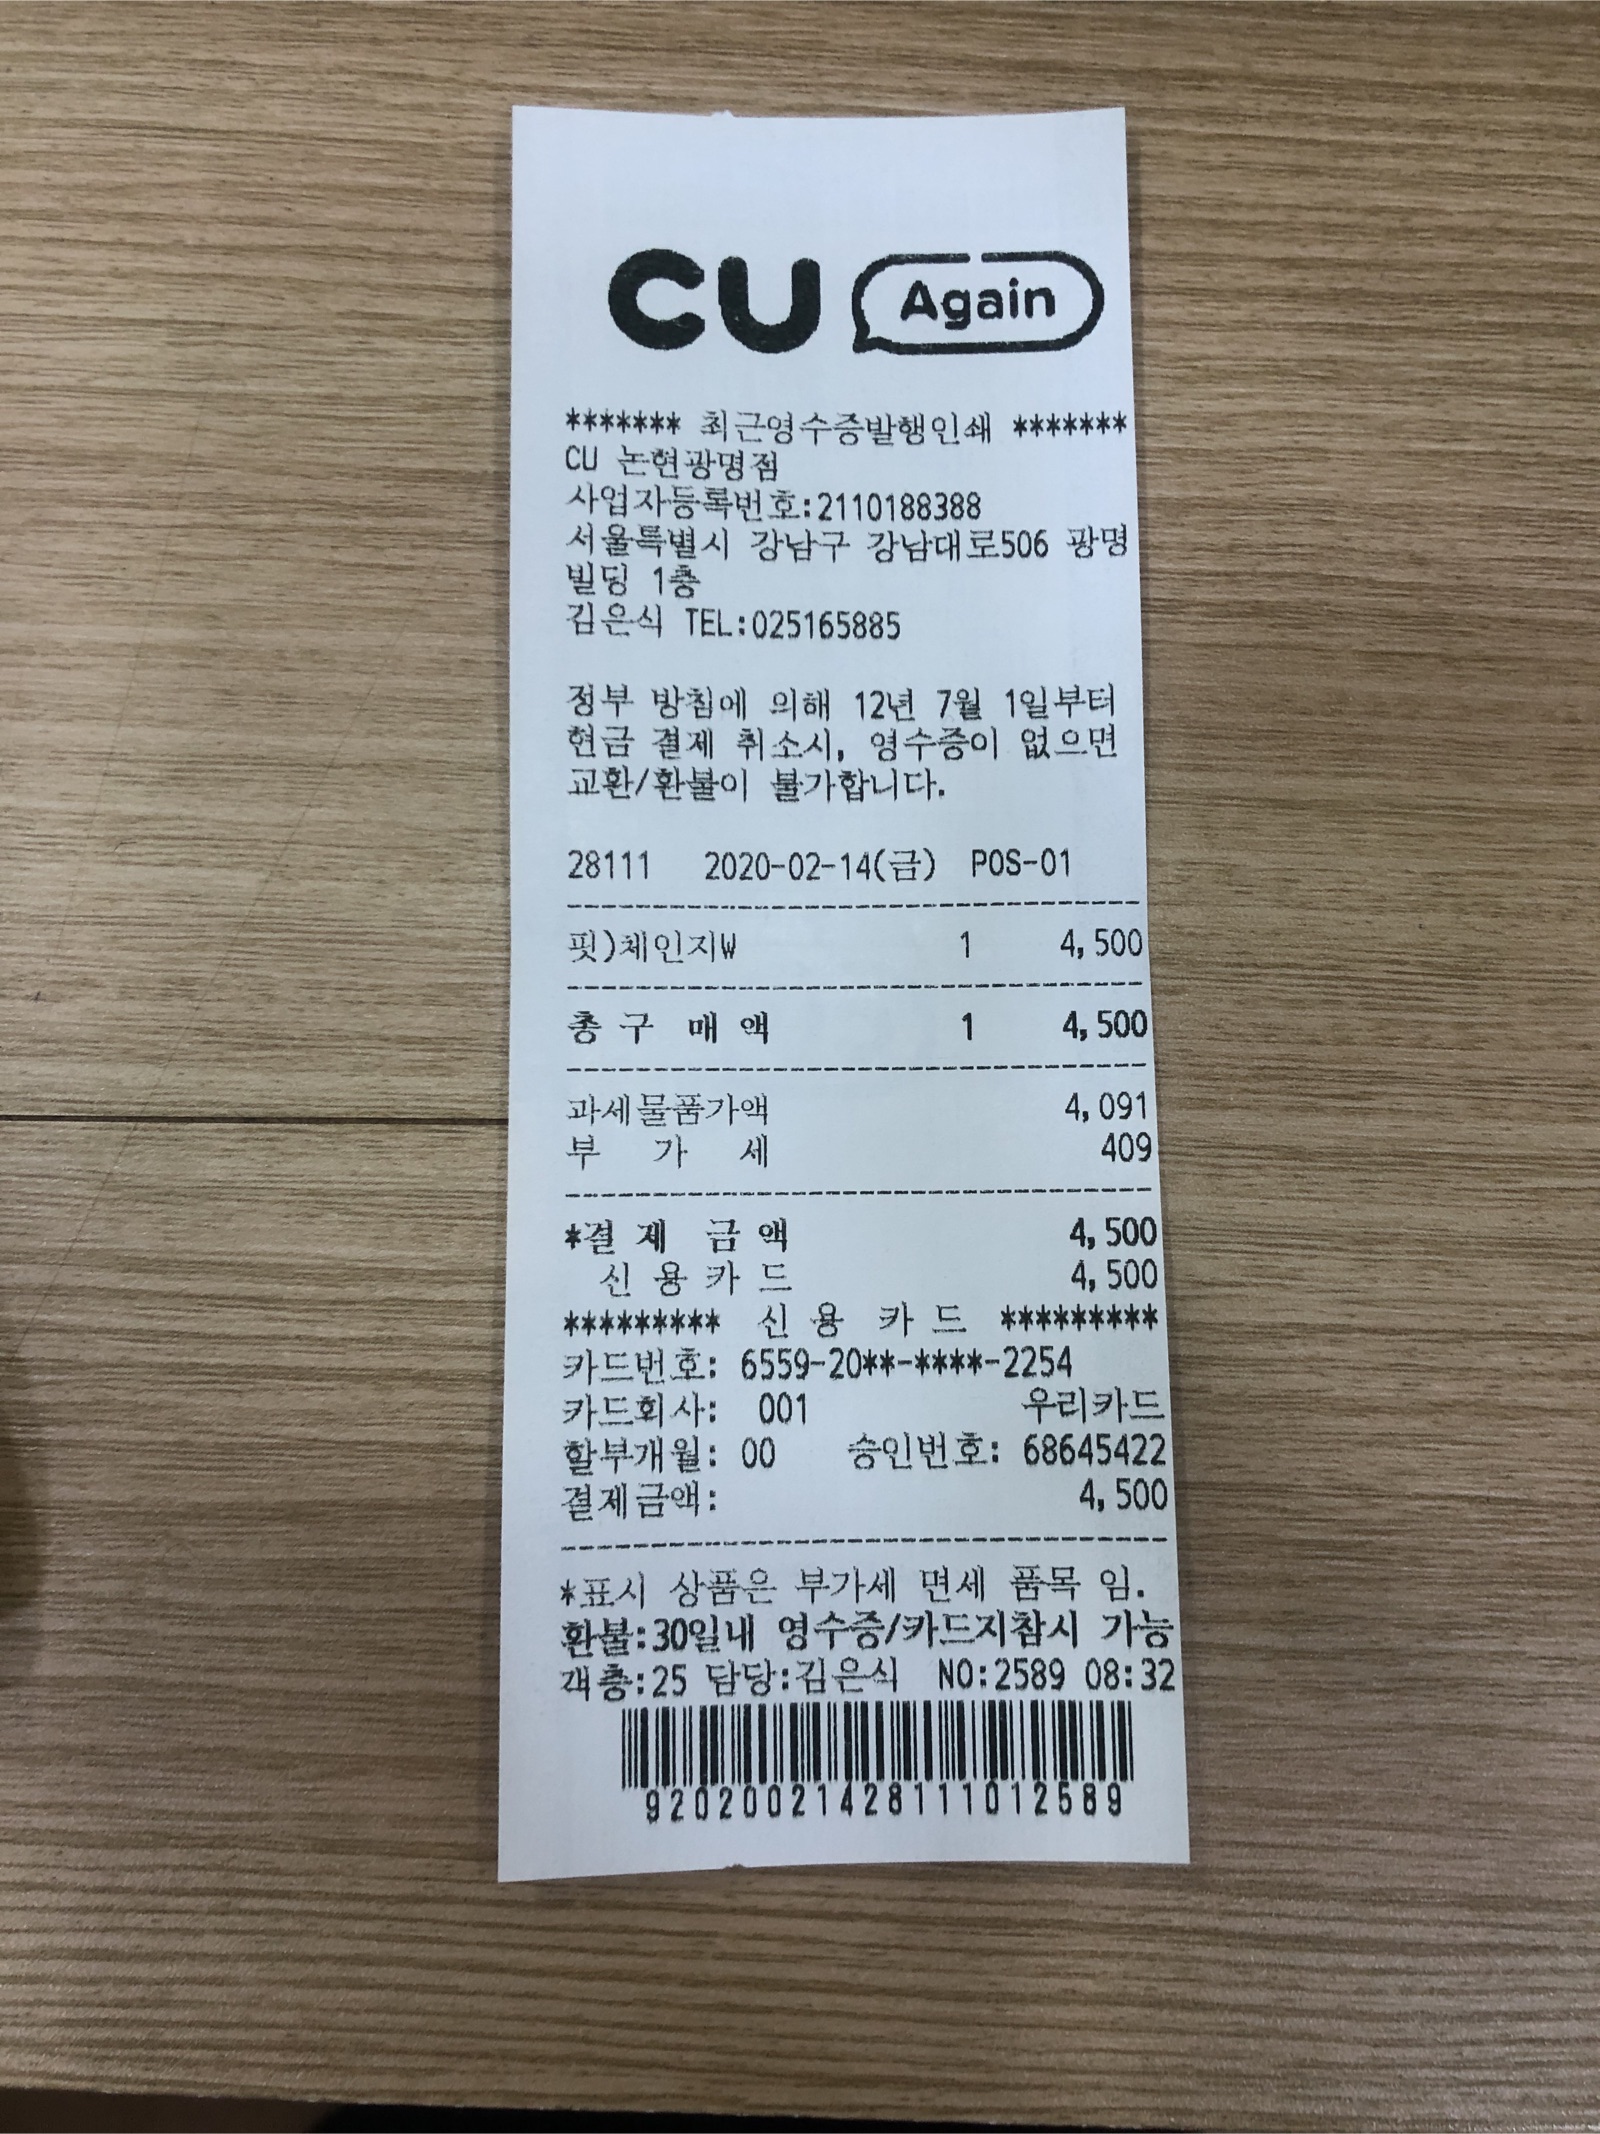 CU Again
******* 최근영수증발행인쇄 *******
CU 논현광명점
사업자등록번호:2110188388
서울특별시 강남구 강남대로506 광명
빌딩 1층
김은식 TEL:025165885
정부 방침에 의해 12년 7월 1일부터
현금 결제 취소시, 영수증이 없으면
교환/환불이 불가합니다.
28111 2020-02-14(금) POS-01
핏)체인지W 1 4,500
총 구 매 액 1 4,500
과세물품가액 4,091
부 가 세 409
*결 제 금 액 4,500
신 용 카 드 4,500
********* 신 용 카 드 *********
카드번호: 6559-20**-****-2254
카드회사: 001 우리카드
할부개월: 00 승인번호: 68645422
결제금액: 4,500
*표시 상품은 부가세 면세 품목 임.
환불:30일내 영수증/카드지참시 가능
객층:25 담당:김은식 NO:2589 08:32
92020021428111012589